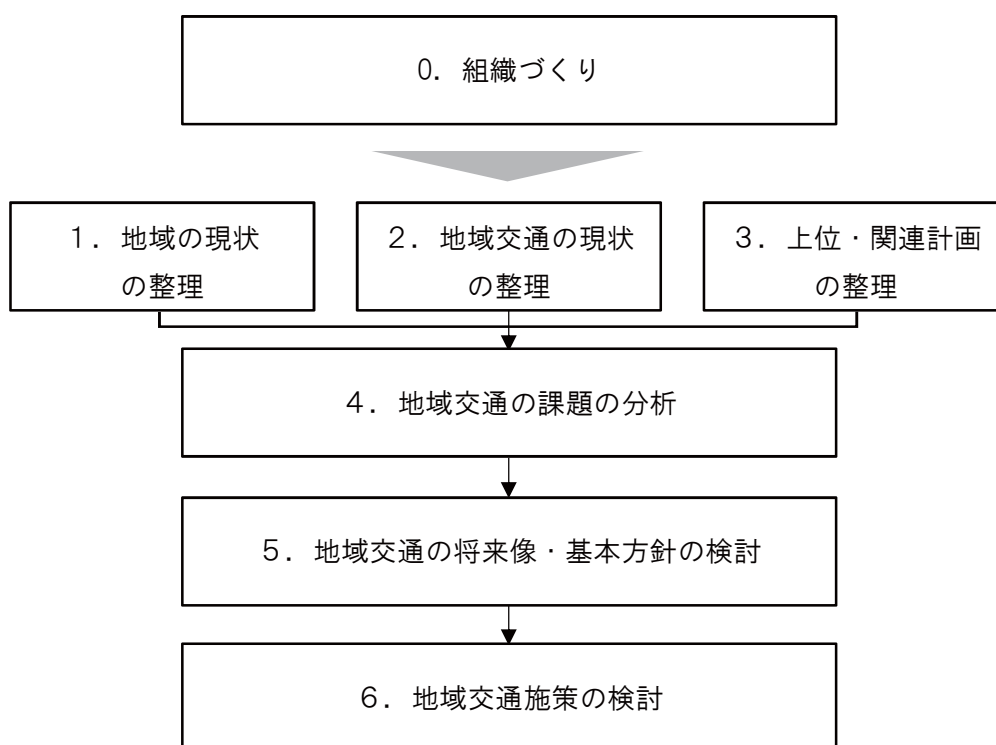 0. 組織づくり
1. 地域の現状
の整理
2. 地域交通の現状
の整理
3. 上位・関連計画
の整理
4. 地域交通の課題の分析
5. 地域交通の将来像・基本方針の検討
6. 地域交通施策の検討